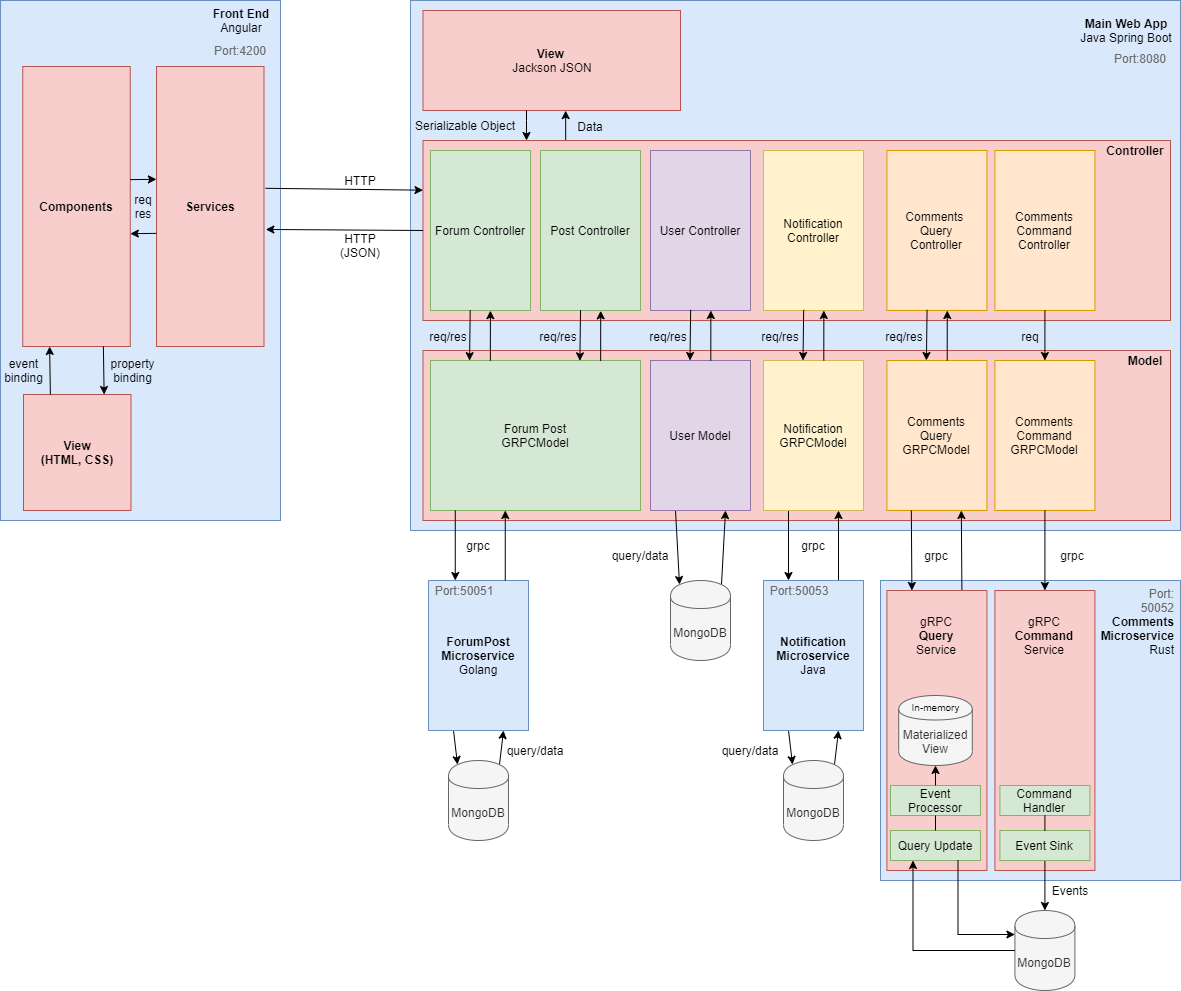 Front End
Angular
Port:4200
Components
req
res
Services
event
binding
property
binding
View
(HTML, CSS)
HTTP
HTTP
(JSON)
Main Web App
Java Spring Boot
Port:8080
View
Jackson JSON
Serializable Object
Data
Controller
Forum Controller
Post Controller
User Controller
Notification
Controller
Comments
Query
Controller
Comments
Command
Controller
req/res
req/res
req/res
req/res
req/res
req
Model
Forum Post
GRPCModel
User Model
Notification
GRPCModel
Comments
Query
GRPCModel
Comments
Command
GRPCModel
grpc
query/data
grpc
grpc
grpc
Port:50051
ForumPost
Microservice
Golang
query/data
MongoDB
MongoDB
Port:50053
Notification
Microservice
Java
query/data
MongoDB
Port:
50052
Comments
Microservice
Rust
gRPC
Query
Service
gRPC
Command
Service
In-memory
Materialized
View
Event
Processor
Query Update
Command
Handler
Event Sink
Events
MongoDB